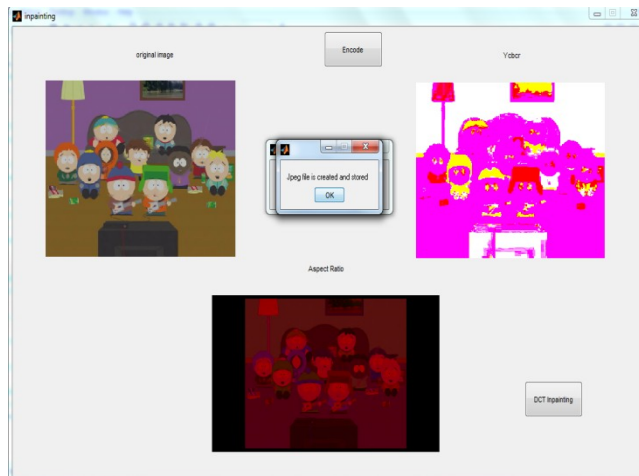 inpainting
Encode
original image
Ycbcr
Jpeg file is created and stored
OK
Aspect Ratio
DCT Inpainting